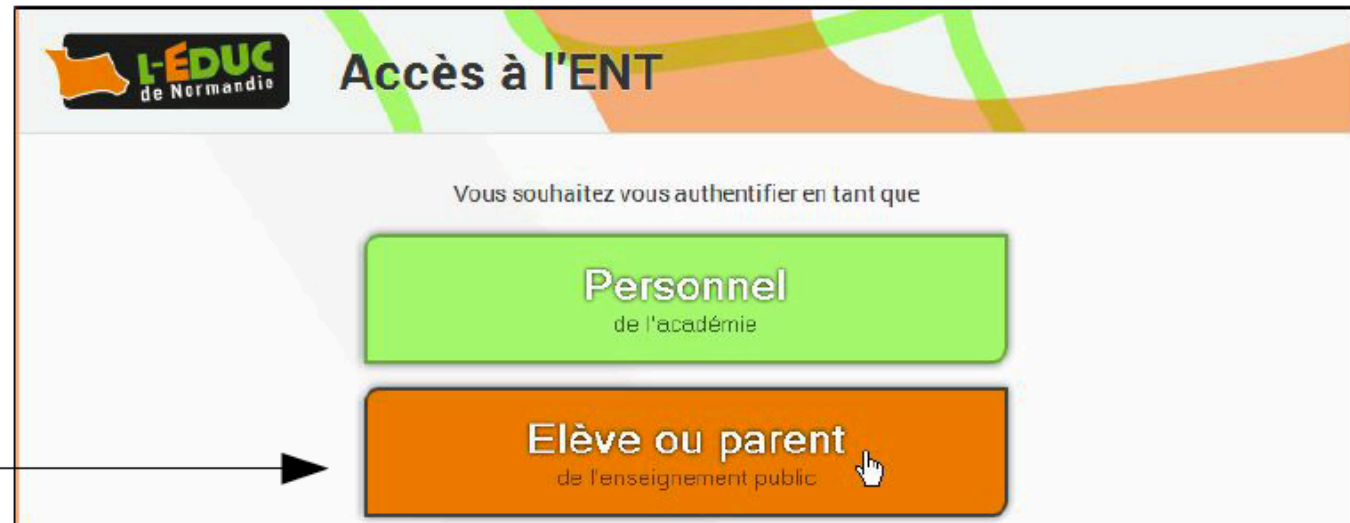 L-ÉDUC
de Normandie
Accès à l'ENT
Vous souhaitez vous authentifier en tant que
Personnel
de l'académie
Elève ou parent
de l'enseignement public